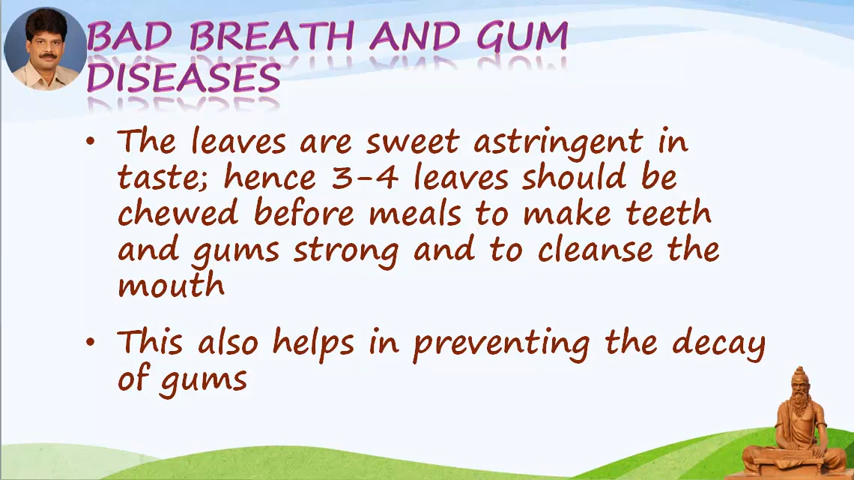 BAD BREATH AND GUM
DISEASES
• The leaves are sweet astringent in
taste; hence 3-4 leaves should be
chewed before meals to make teeth
and gums strong and to cleanse the
mouth
• This also helps in preventing the decay
of gums